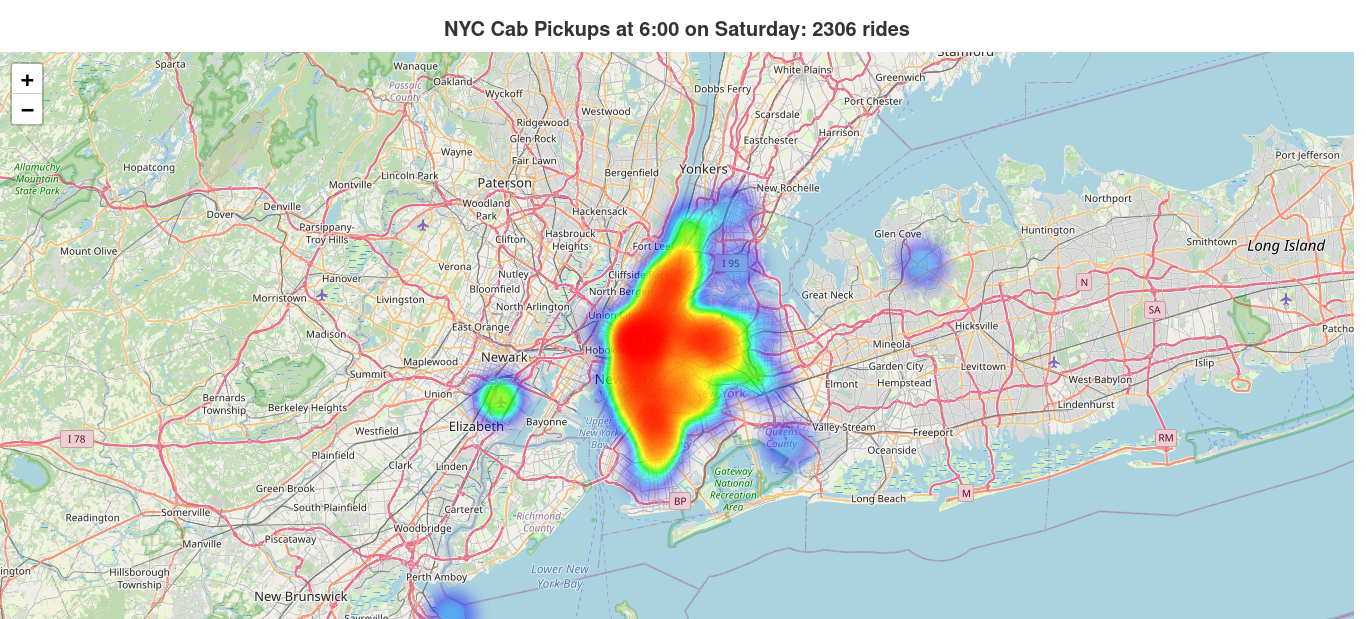 NYC Cab Pickups at 6:00 on Saturday: 2306 rides
+
−
Sparta
Wanaque
Oakland
Passaic
County
Wyckoff
Westwood
Dobbs Ferry
White Plains
Greenwich
Stamford
Port Chester
Scarsdale
Harrison
Eastchester
Ridgewood
Glen Rock
Fair Lawn
Wayne
Bergenfield
Yonkers
New Rochelle
Port Jefferson
Allamuchy
Mountain
State Park
Hopatcong
Montville
Lincoln Park
Paterson
Woodland
Park
Hackensack
Northport
Dover
Denville
Parsippany-
Troy Hills
Clifton
Hasbrouck
Heights
Fort Lee
Glen Cove
Huntington
Smithtown
Long Island
Mount Olive
Verona
Nutley
Cliffside
I 95
Hanover
Bloomfield
North Bergen
Great Neck
N
Morristown
Livingston
North Arlington
Union
SA
Madison
East Orange
Hicksville
Patcho
Newark
Hobo
Mineola
Maplewood
Summit
Garden City
Levittown
Islip
Union
New York
Elmont
Hempstead
West Babylon
Bernards
Township
Berkeley Heights
Bayonne
Lindenhurst
Elizabeth
Upper
New York
Bay
Queens
County
Valley Stream
Freeport
I 78
Westfield
RM
Plainfield
Oceanside
Clark
Linden
Gateway
National
Recreation
Area
Green Brook
BP
Long Beach
M
South Plainfield
Carteret
Somerville
Readington
Richmond
County
Woodbridge
Manville
Piscataway
ington
Hillsborough
Township
Perth Amboy
Lower New
York Bay
New Brunswick
Sayreville